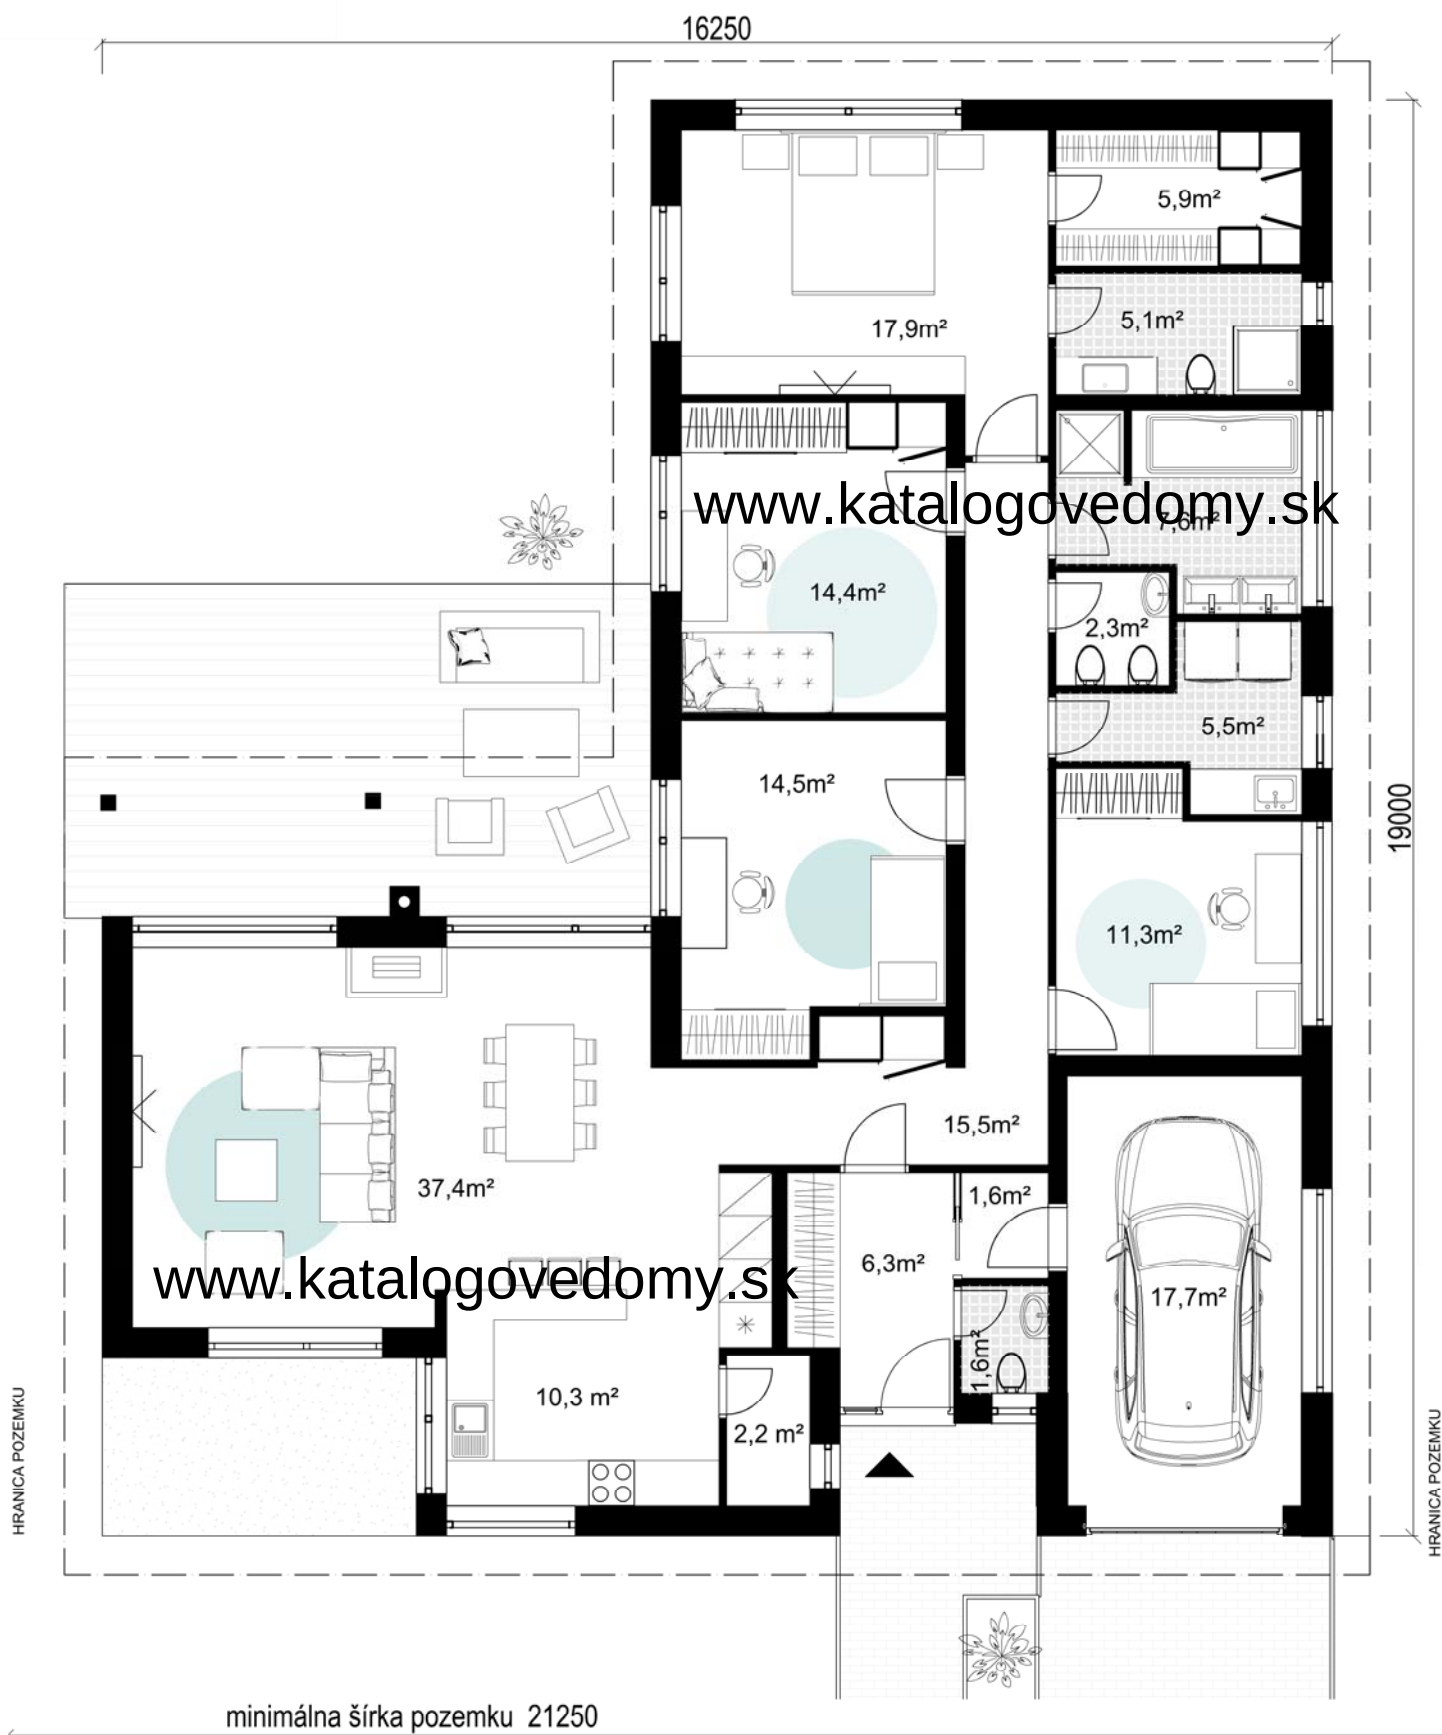 16250
5,9m²
5,1m²
17,9m²
www.katalogovedomy.sk
7,6m²
14,4m²
2,3m²
5,5m²
14,5m²
19000
11,3m²
15,5m²
37,4m²
1,6m²
6,3m²
www.katalogovedomy.sk
17,7m²
1,6m²
10,3 m²
2,2 m²
HRANICA POZEMKU
HRANICA POZEMKU
minimálna šírka pozemku 21250